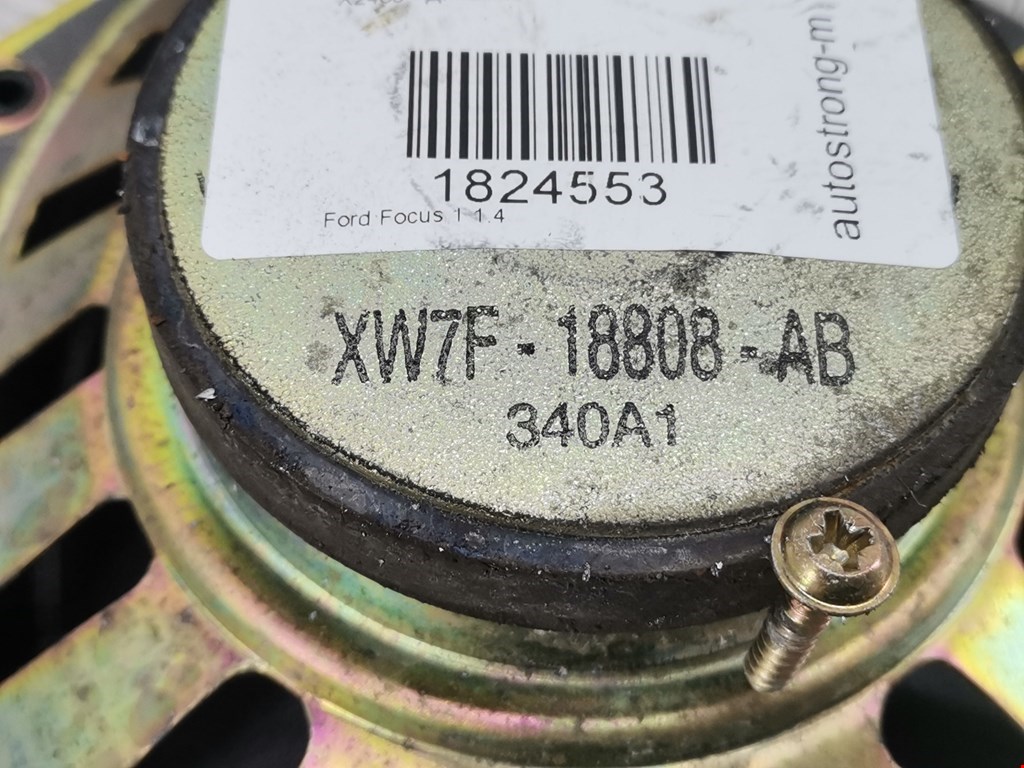 1824553
Ford Focus I 1.4
autostrong-m
XW7F-18808-AB
340A1